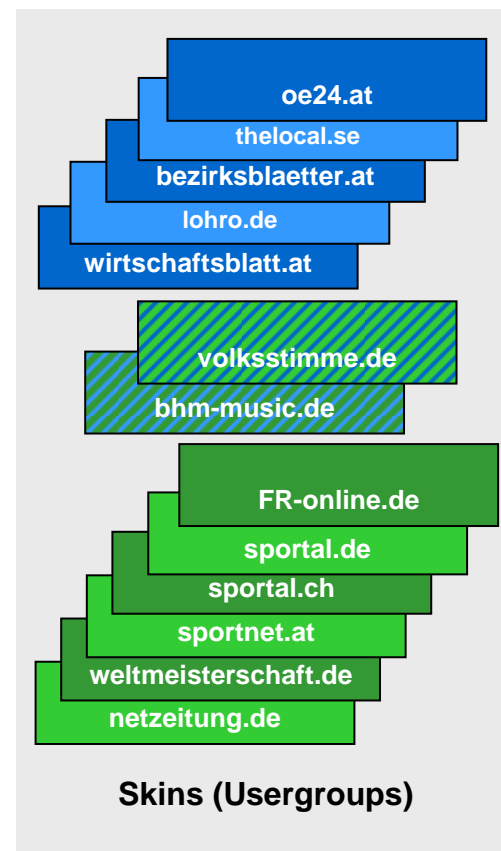 oe24.at
thelocal.se
bezirksblaetter.at
lohro.de
wirtschaftsblatt.at
volksstimme.de
bhm-music.de
FR-online.de
sportal.de
sportal.ch
sportnet.at
weltmeisterschaft.de
netzeitung.de
Skins (Usergroups)